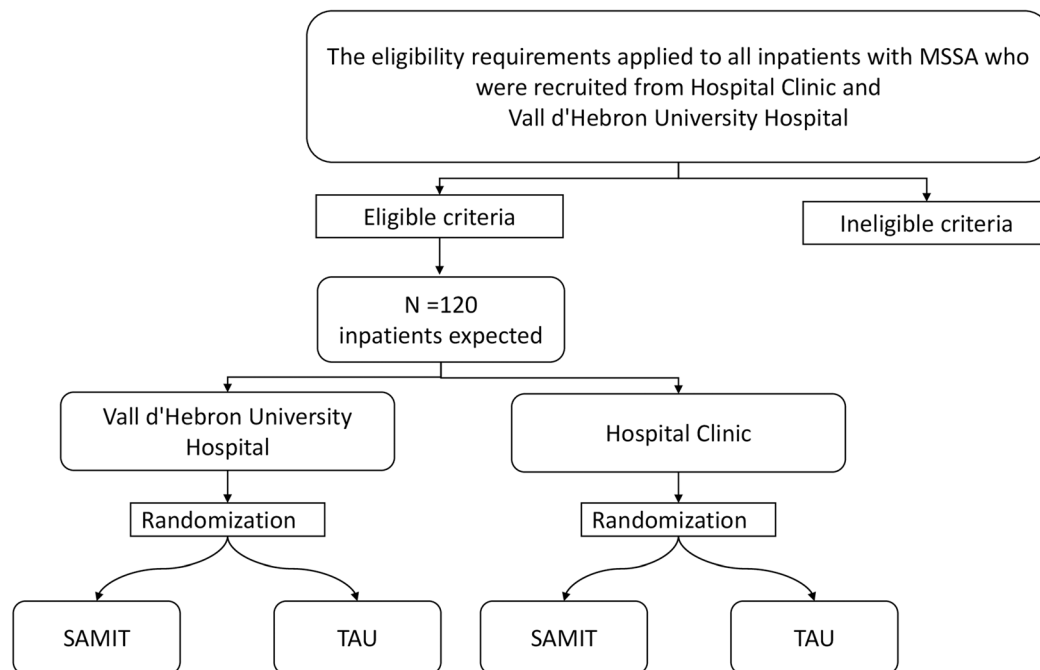 The eligibility requirements applied to all inpatients with MSSA who
were recruited from Hospital Clinic and
Vall d'Hebron University Hospital
Eligible criteria
Ineligible criteria
N =120
inpatients expected
Vall d'Hebron University
Hospital
Hospital Clinic
Randomization
Randomization
SAMIT
TAU
SAMIT
TAU